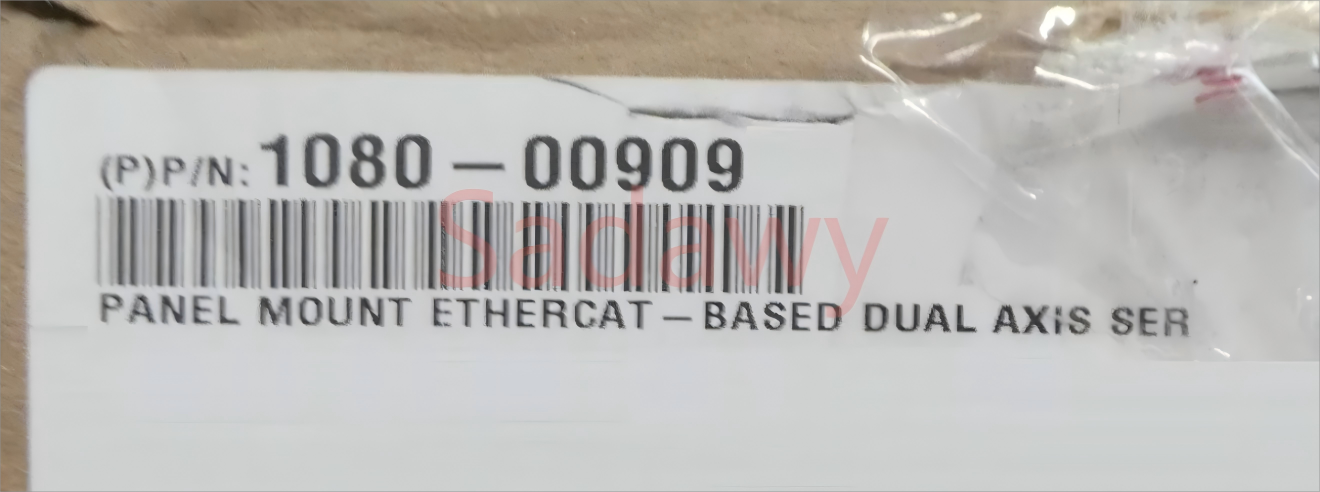 (P)P/N: 1080-00909
Sadawy
PANEL MOUNT ETHERCAT-BASED DUAL AXIS SER